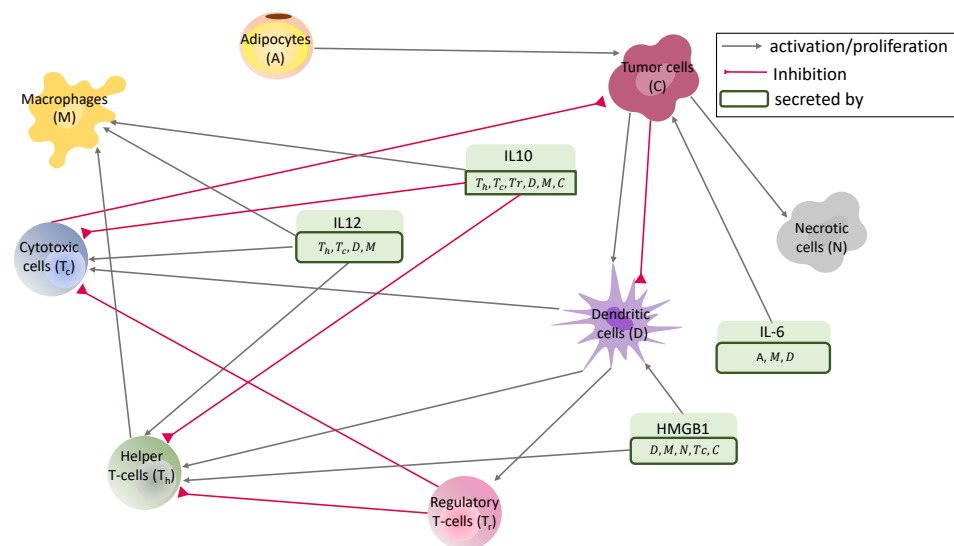 Adipocytes
(A)
Tumor cells
(C)
activation/proliferation
Inhibition
secreted by
Macrophages
(M)
IL10
T_h, T_c, Tr, D, M, C
IL12
T_h, T_c, D, M
Cytotoxic
cells (T_c)
Necrotic
cells (N)
Dendritic
cells (D)
IL-6
A, M, D
HMGB1
D, M, N, Tc, C
Helper
T-cells (T_h)
Regulatory
T-cells (T_r)